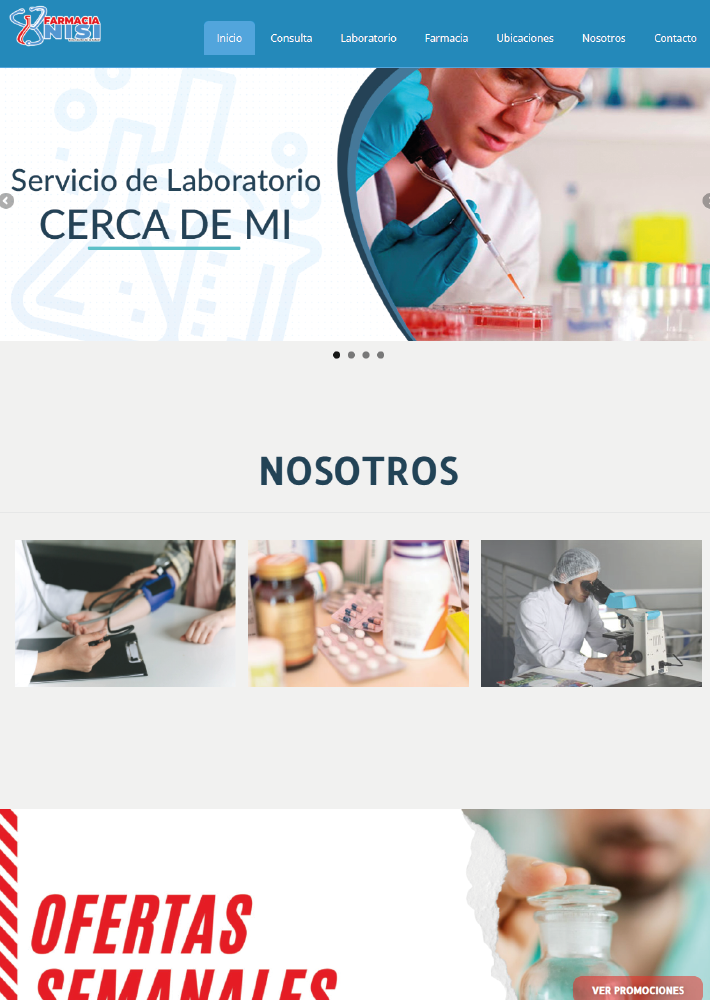 FARMACIA
NISI
Inicio
Consulta
Laboratorio
Farmacia
Ubicaciones
Nosotros
Contacto
Servicio de Laboratorio
CERCA DE MI
NOSOTROS
OFERTAS
SEMANALES
VER PROMOCIONES